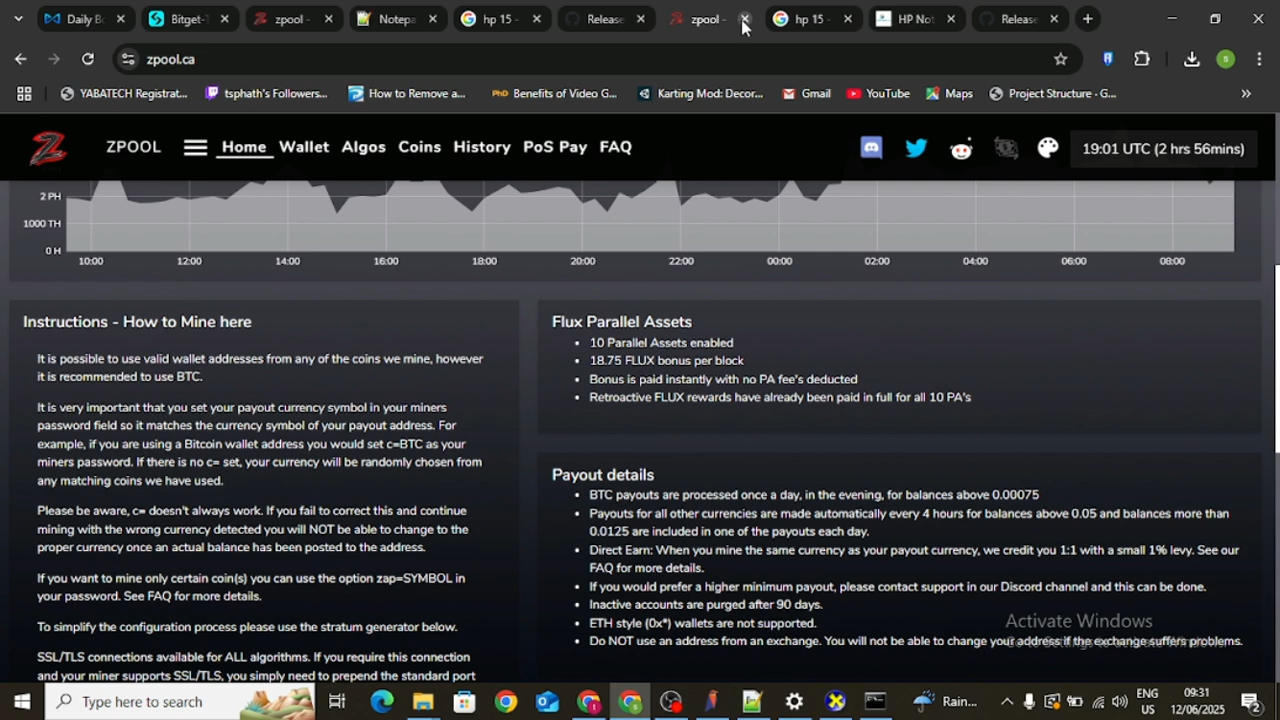 Daily Bo
Bitget-T
zpool -
Notepa
hp 15 -
Release
zpool -
hp 15 -
HP Not
Release
zpool.ca
S
YABATECH Registrat...
tsphath's Followers...
How to Remove a...
PhD Benefits of Video G...
Karting Mod: Decor...
Gmail
YouTube
Maps
Project Structure - G...
ZPOOL
Home
Wallet
Algos
Coins
History
PoS Pay
FAQ
19:01 UTC (2 hrs 56mins)
2 PH
1000 TH
0 H
10:00 12:00 14:00 16:00 18:00 20:00 22:00 00:00 02:00 04:00 06:00 08:00
Instructions - How to Mine here
It is possible to use valid wallet addresses from any of the coins we mine, however
it is recommended to use BTC.
It is very important that you set your payout currency symbol in your miners
password field so it matches the currency symbol of your payout address. For
example, if you are using a Bitcoin wallet address you would set c=BTC as your
miners password. If there is no c= set, your currency will be randomly chosen from
any matching coins we have used.
Please be aware, c= doesn't always work. If you fail to correct this and continue
mining with the wrong currency detected you will NOT be able to change to the
proper currency once an actual balance has been posted to the address.
If you want to mine only certain coin(s) you can use the option zap=SYMBOL in
your password. See FAQ for more details.
To simplify the configuration process please use the stratum generator below.
SSL/TLS connections available for ALL algorithms. If you require this connection
and your miner supports SSL/TLS, you simply need to prepend the standard port
Flux Parallel Assets
• 10 Parallel Assets enabled
• 18.75 FLUX bonus per block
• Bonus is paid instantly with no PA fee's deducted
• Retroactive FLUX rewards have already been paid in full for all 10 PA's
Payout details
• BTC payouts are processed once a day, in the evening, for balances above 0.00075
• Payouts for all other currencies are made automatically every 4 hours for balances above 0.05 and balances more than
0.0125 are included in one of the payouts each day.
• Direct Earn: When you mine the same currency as your payout currency, we credit you 1:1 with a small 1% levy. See our
FAQ for more details.
• If you would prefer a higher minimum payout, please contact support in our Discord channel and this can be done.
• Inactive accounts are purged after 90 days.
• ETH style (0x*) wallets are not supported.
• Do NOT use an address from an exchange. You will not be able to change your address if the exchange suffers problems.
Activate Windows
Go to Settings to activate Windows.
Type here to search
Rain...
ENG
US
09:31
12/06/2025
2